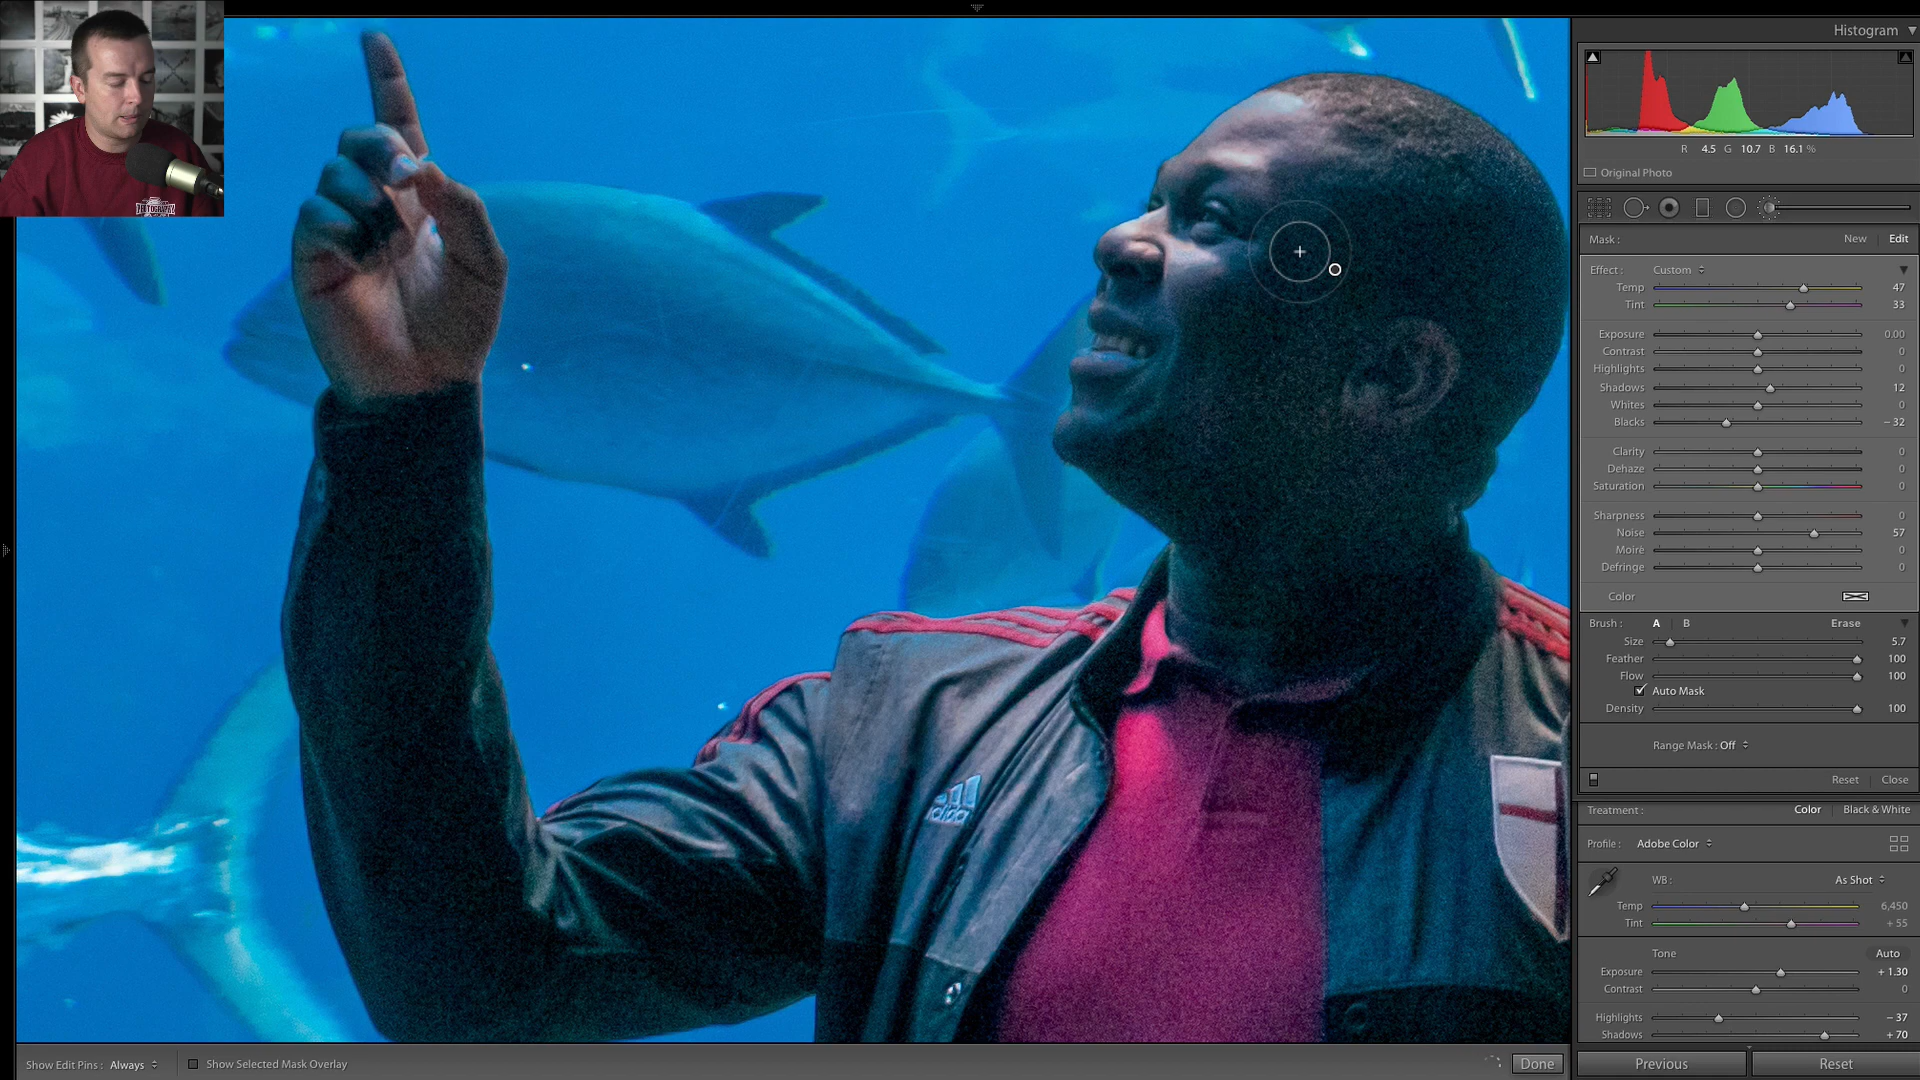 Histogram
R 4.5 G 10.7 B 16.1 %
Original Photo
Mask : New Edit
Effect : Custom
Temp 47
Tint 33
Exposure 0.00
Contrast 0
Highlights 0
Shadows 12
Whites 0
Blacks – 32
Clarity 0
Dehaze 0
Saturation 0
Sharpness 0
Noise 57
Moiré 0
Defringe 0
Color
Brush : A B Erase
Size 5.7
Feather 100
Flow 100
Auto Mask
Density 100
Range Mask : Off
Reset Close
Treatment : Color Black & White
Profile : Adobe Color
WB : As Shot
Temp 6,450
Tint + 55
Tone Auto
Exposure + 1.30
Contrast 0
Highlights – 37
Shadows + 70
Previous Reset
Show Edit Pins : Always Show Selected Mask Overlay Done
adidas